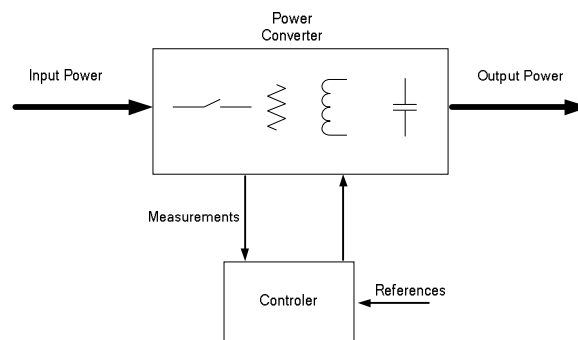 Power
Converter
Input Power
Output Power
Measurements
References
Controler